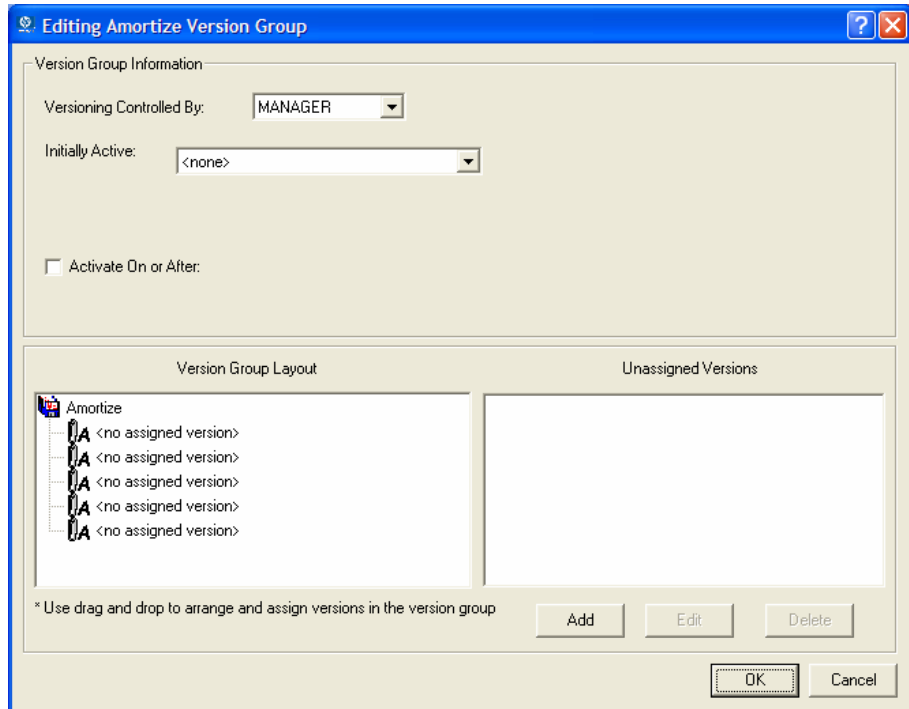 Editing Amortize Version Group
Version Group Information
Versioning Controlled By: MANAGER
Initially Active: <none>
Activate On or After:
Version Group Layout
Amortize
A <no assigned version>
A <no assigned version>
A <no assigned version>
A <no assigned version>
A <no assigned version>
Unassigned Versions
* Use drag and drop to arrange and assign versions in the version group
Add Edit Delete
OK Cancel